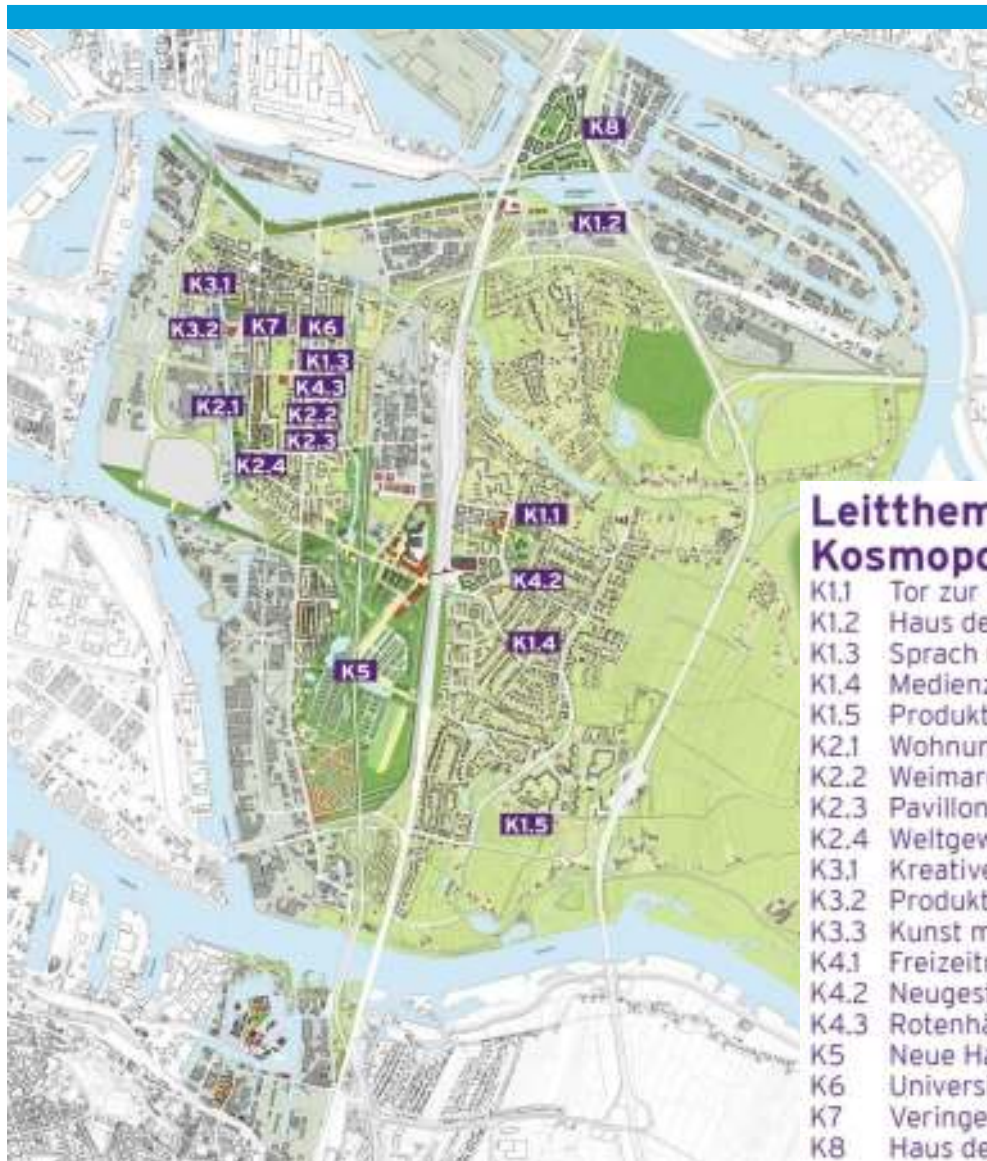 K8
K1.2
K3.1
K3.2
K7
K6
K1.3
K4.3
K2.1
K2.2
K2.3
K2.4
K1.1
K4.2
K1.4
K5
K1.5
Leitthem
Kosmopo
K1.1 Tor zur
K1.2 Haus de
K1.3 Sprach
K1.4 Medienz
K1.5 Produkt
K2.1 Wohnun
K2.2 Weimar
K2.3 Pavillon
K2.4 Weltgew
K3.1 Kreative
K3.2 Produkt
K3.3 Kunst m
K4.1 Freizeit
K4.2 Neugest
K4.3 Rotenhä
K5 Neue Ha
K6 Univers
K7 Veringe
K8 Haus de